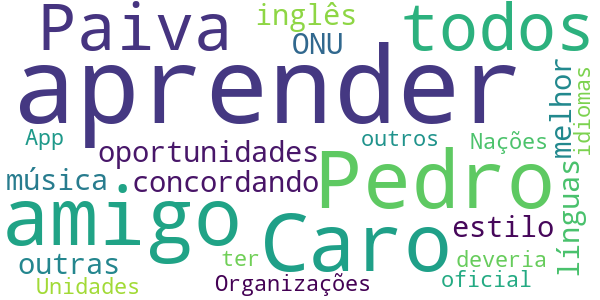 Paiva
inglês
ONU
todos
aprender
melhor
idiomas
App
oportunidades
outros
Nações
música
concordando
Pedro
línguas
amigo
Caro
estilo
outras
ter
deveria
Unidades
Organizações
oficial